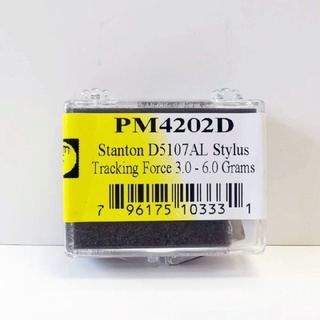 PM4202D
Stanton D5107AL Stylus
Tracking Force 3.0 - 6.0 Grams
7 96175 10333 1